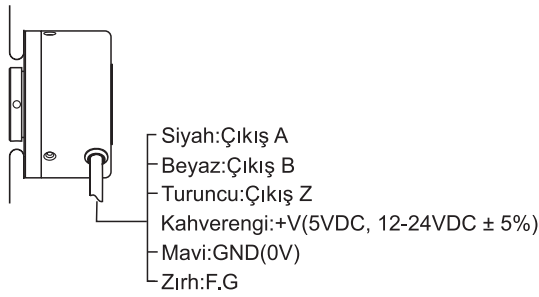 Siyah:Çıkış A
Beyaz:Çıkış B
Turuncu:Çıkış Z
Kahverengi:+V(5VDC, 12-24VDC ± 5%)
Mavi:GND(0V)
Zırh:F.G